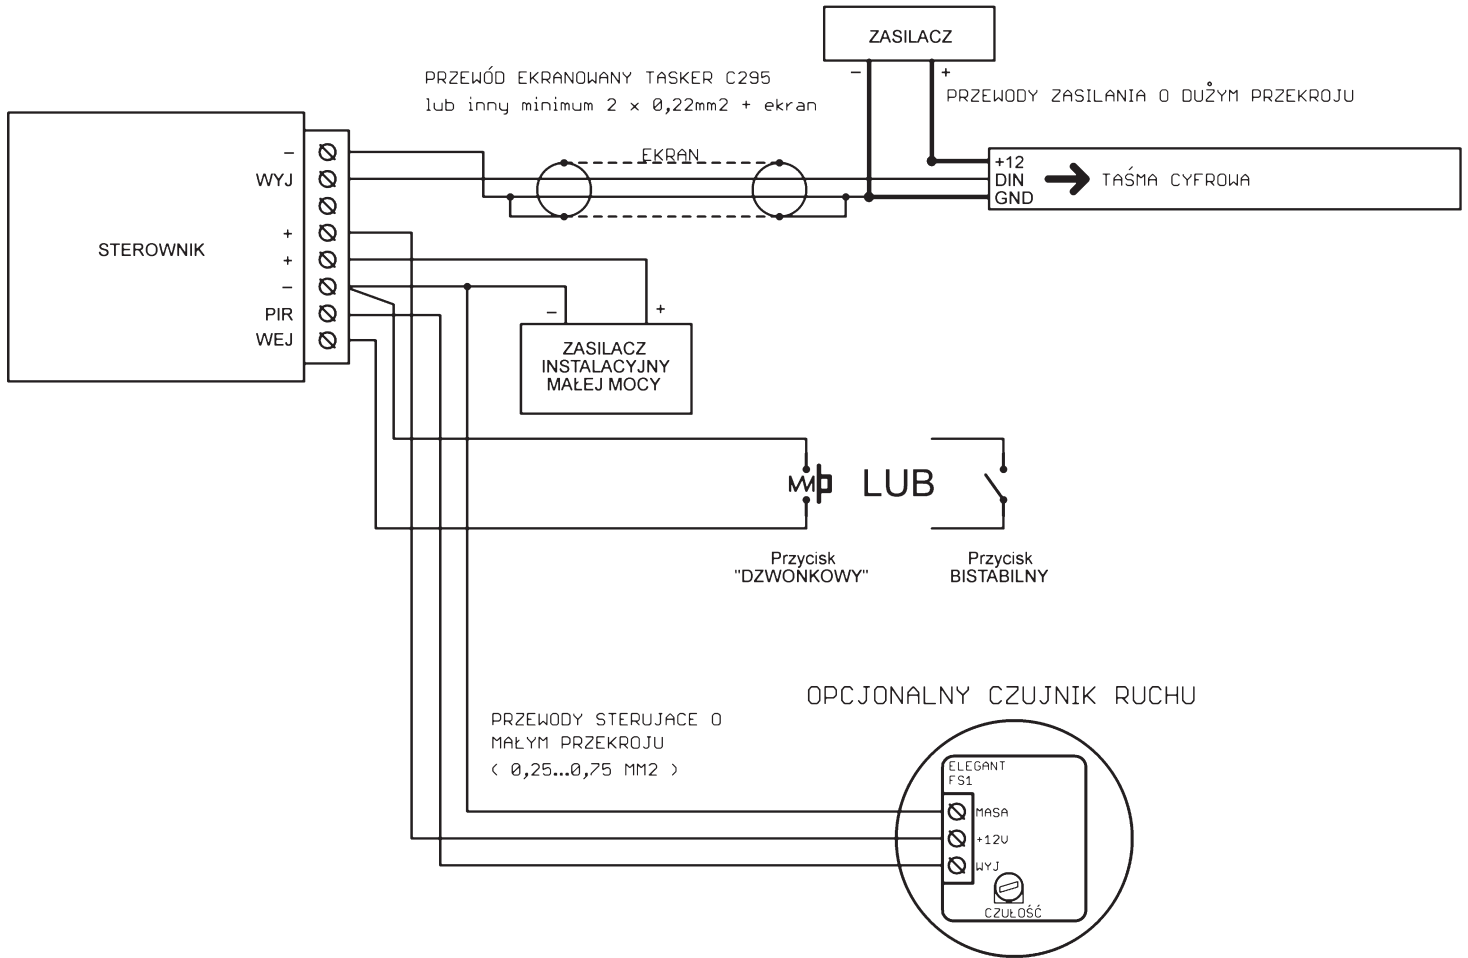 ZASILACZ
– +
PRZEWÓD EKRANOWANY TASKER C295
lub inny minimum 2 x 0,22mm2 + ekran
PRZEWODY ZASILANIA O DUŻYM PRZEKROJU
EKRAN
–
WYJ
+
+
–
PIR
WEJ
STEROWNIK
+12
DIN
GND
TAŚMA CYFROWA
– +
ZASILACZ
INSTALACYJNY
MAŁEJ MOCY
LUB
Przycisk
"DZWONKOWY"
Przycisk
BISTABILNY
OPCJONALNY CZUJNIK RUCHU
PRZEWODY STERUJACE O
MAŁYM PRZEKROJU
( 0,25...0,75 MM2 )
ELEGANT
FS1
MASA
+12V
WYJ
CZUŁOŚĆ